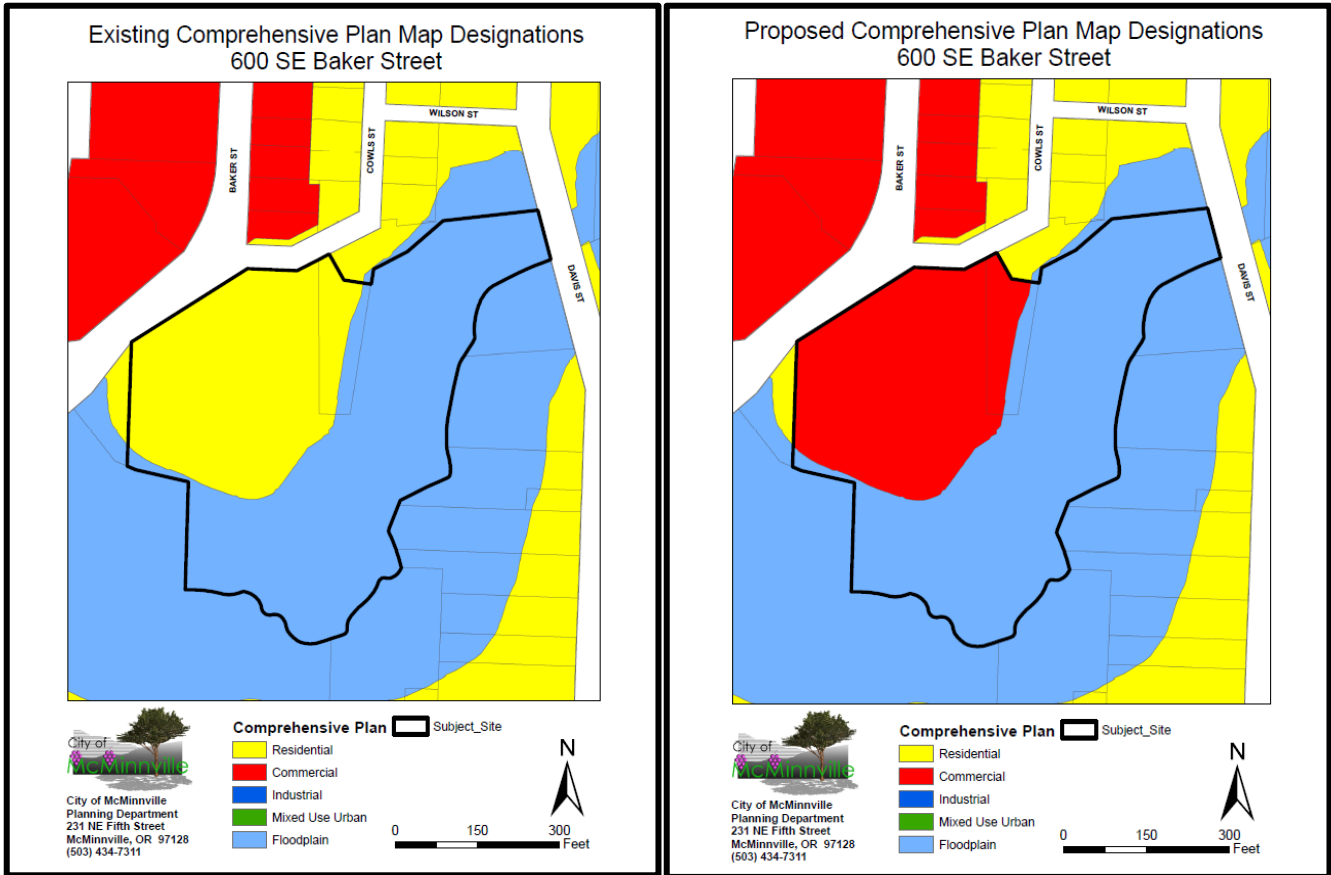 Existing Comprehensive Plan Map Designations
600 SE Baker Street
WILSON ST
BAKER ST
COWLS ST
DAVIS ST
City of
McMinnville
City of McMinnville
Planning Department
231 NE Fifth Street
McMinnville, OR 97128
(503) 434-7311
Comprehensive Plan
Subject_Site
Residential
Commercial
Industrial
Mixed Use Urban
Floodplain
N
0 150 300
Feet
Proposed Comprehensive Plan Map Designations
600 SE Baker Street
WILSON ST
BAKER ST
COWLS ST
DAVIS ST
City of
McMinnville
City of McMinnville
Planning Department
231 NE Fifth Street
McMinnville, OR 97128
(503) 434-7311
Comprehensive Plan
Subject_Site
Residential
Commercial
Industrial
Mixed Use Urban
Floodplain
N
0 150 300
Feet